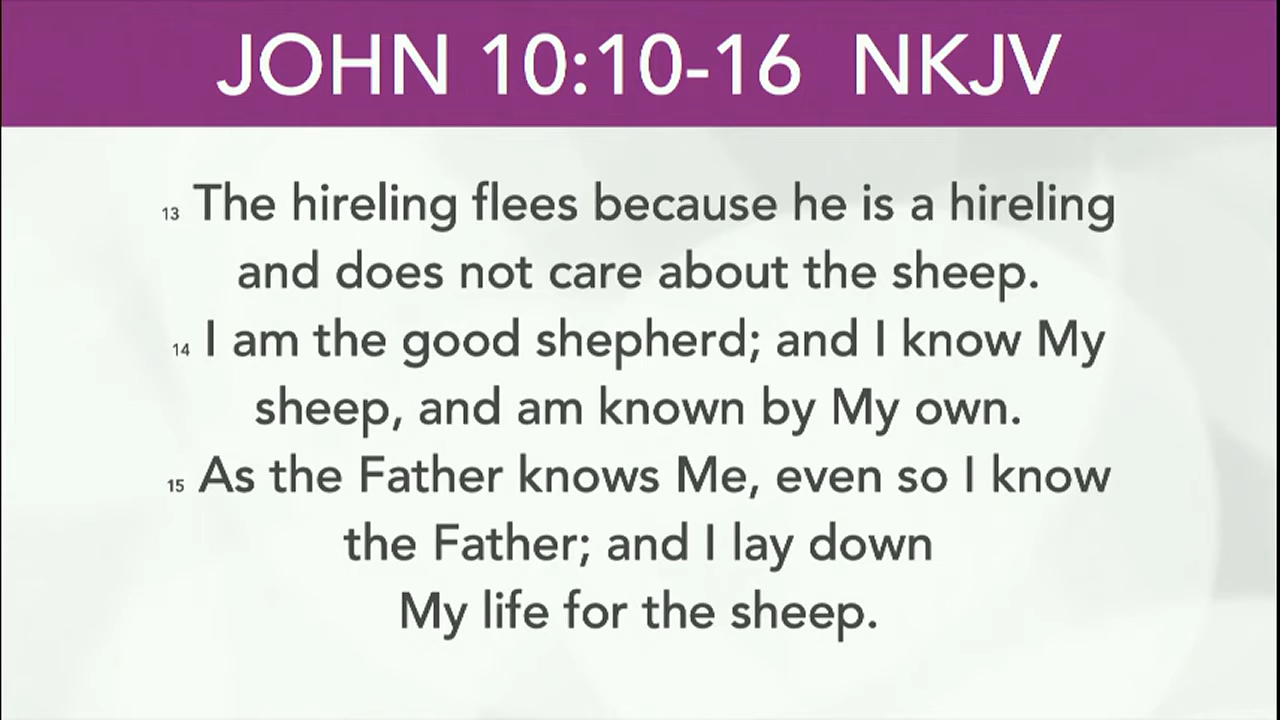 JOHN 10:10-16 NKJV
13 The hireling flees because he is a hireling
and does not care about the sheep.
14 I am the good shepherd; and I know My
sheep, and am known by My own.
15 As the Father knows Me, even so I know
the Father; and I lay down
My life for the sheep.